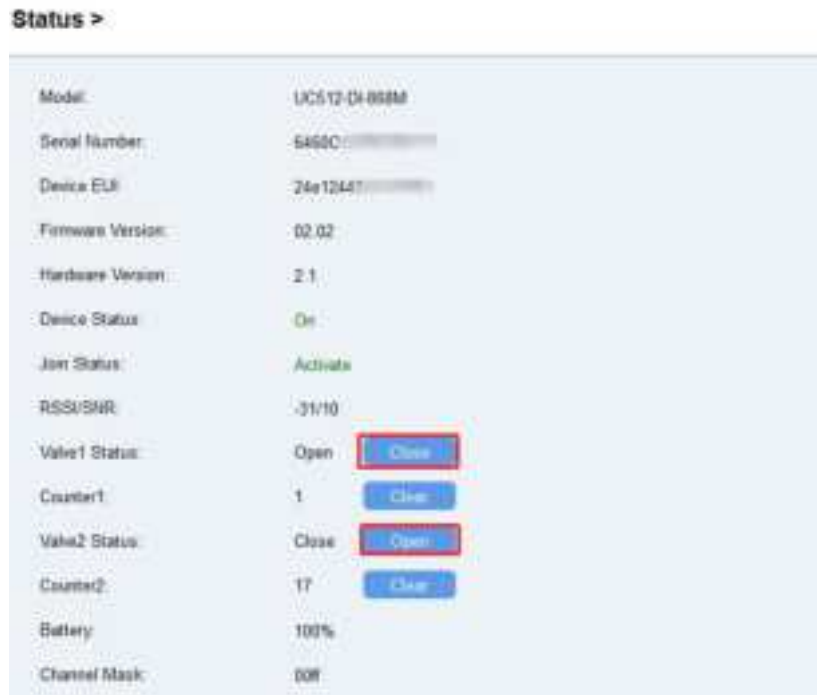 Status >
Model: UC512-DI-868M
Serial Number: 6460C
Device EUI: 24e12447
Firmware Version: 02.02
Hardware Version: 2.1
Device Status: On
Join Status: Activate
RSSI/SNR: -31/10
Valve1 Status: Open Close
Counter1: 1 Clear
Valve2 Status: Close Open
Counter2: 17 Clear
Battery: 100%
Channel Mask: 00ff